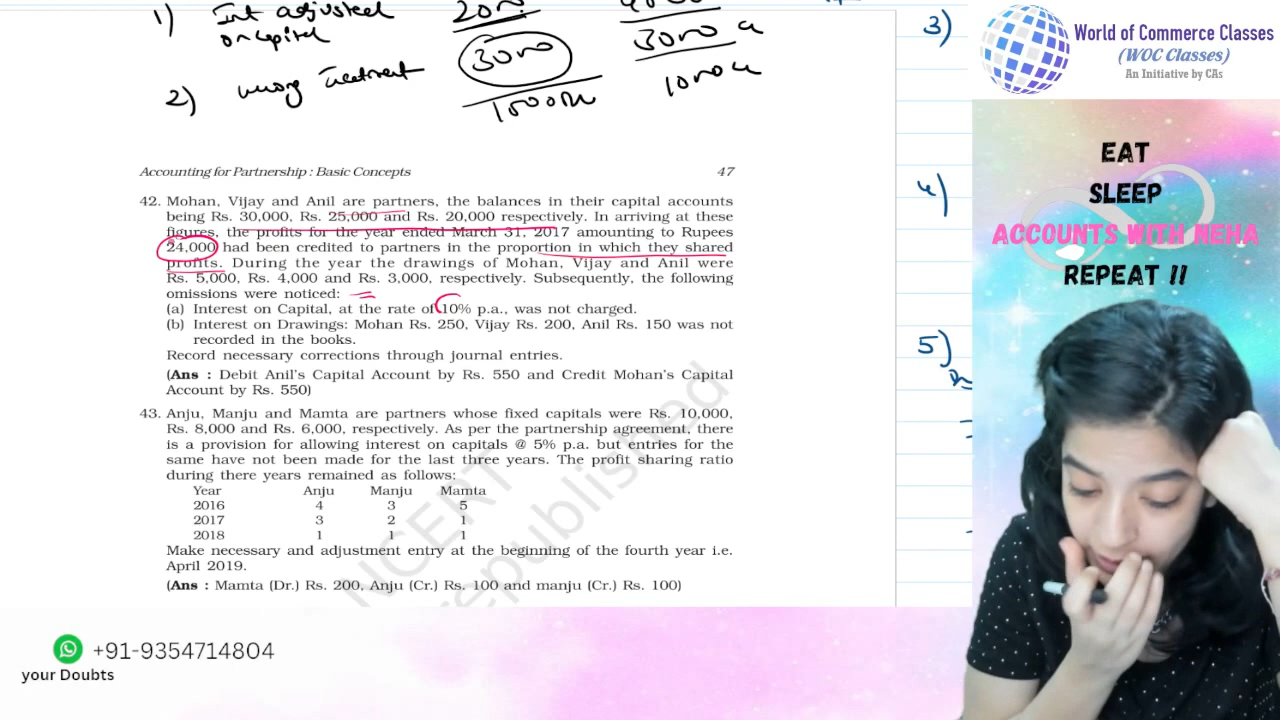 1) Int adjusted
on capital
2) wrong treatment
3)
4)
5)
World of Commerce Classes
(WOC Classes)
An Initiative by CAs
EAT
SLEEP
ACCOUNTS WITH NEHA
REPEAT !!
Accounting for Partnership : Basic Concepts 47
42. Mohan, Vijay and Anil are partners, the balances in their capital accounts
being Rs. 30,000, Rs. 25,000 and Rs. 20,000 respectively. In arriving at these
figures, the profits for the year ended March 31, 2017 amounting to Rupees
24,000 had been credited to partners in the proportion in which they shared
profits. During the year the drawings of Mohan, Vijay and Anil were
Rs. 5,000, Rs. 4,000 and Rs. 3,000, respectively. Subsequently, the following
omissions were noticed:
(a) Interest on Capital, at the rate of 10% p.a., was not charged.
(b) Interest on Drawings: Mohan Rs. 250, Vijay Rs. 200, Anil Rs. 150 was not
recorded in the books.
Record necessary corrections through journal entries.
(Ans : Debit Anil's Capital Account by Rs. 550 and Credit Mohan's Capital
Account by Rs. 550)
43. Anju, Manju and Mamta are partners whose fixed capitals were Rs. 10,000,
Rs. 8,000 and Rs. 6,000, respectively. As per the partnership agreement, there
is a provision for allowing interest on capitals @ 5% p.a. but entries for the
same have not been made for the last three years. The profit sharing ratio
during there years remained as follows:
Year Anju Manju Mamta
2016 4 3 5
2017 3 2 1
2018 1 1 1
Make necessary and adjustment entry at the beginning of the fourth year i.e.
April 2019.
(Ans : Mamta (Dr.) Rs. 200, Anju (Cr.) Rs. 100 and manju (Cr.) Rs. 100)
NCERT
republished
+91-9354714804
your Doubts